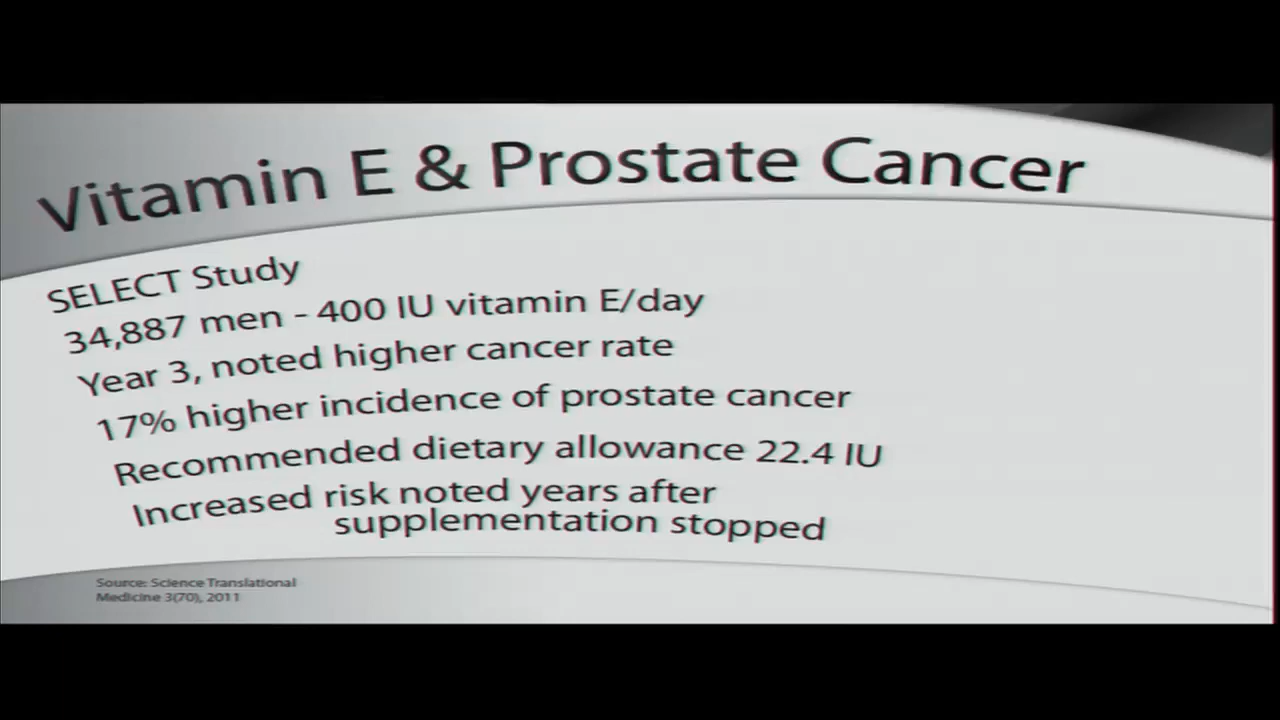 Vitamin E & Prostate Cancer
SELECT Study
34,887 men - 400 IU vitamin E/day
Year 3, noted higher cancer rate
17% higher incidence of prostate cancer
Recommended dietary allowance 22.4 IU
Increased risk noted years after
supplementation stopped
Source: Science Translational
Medicine 3(70), 2011